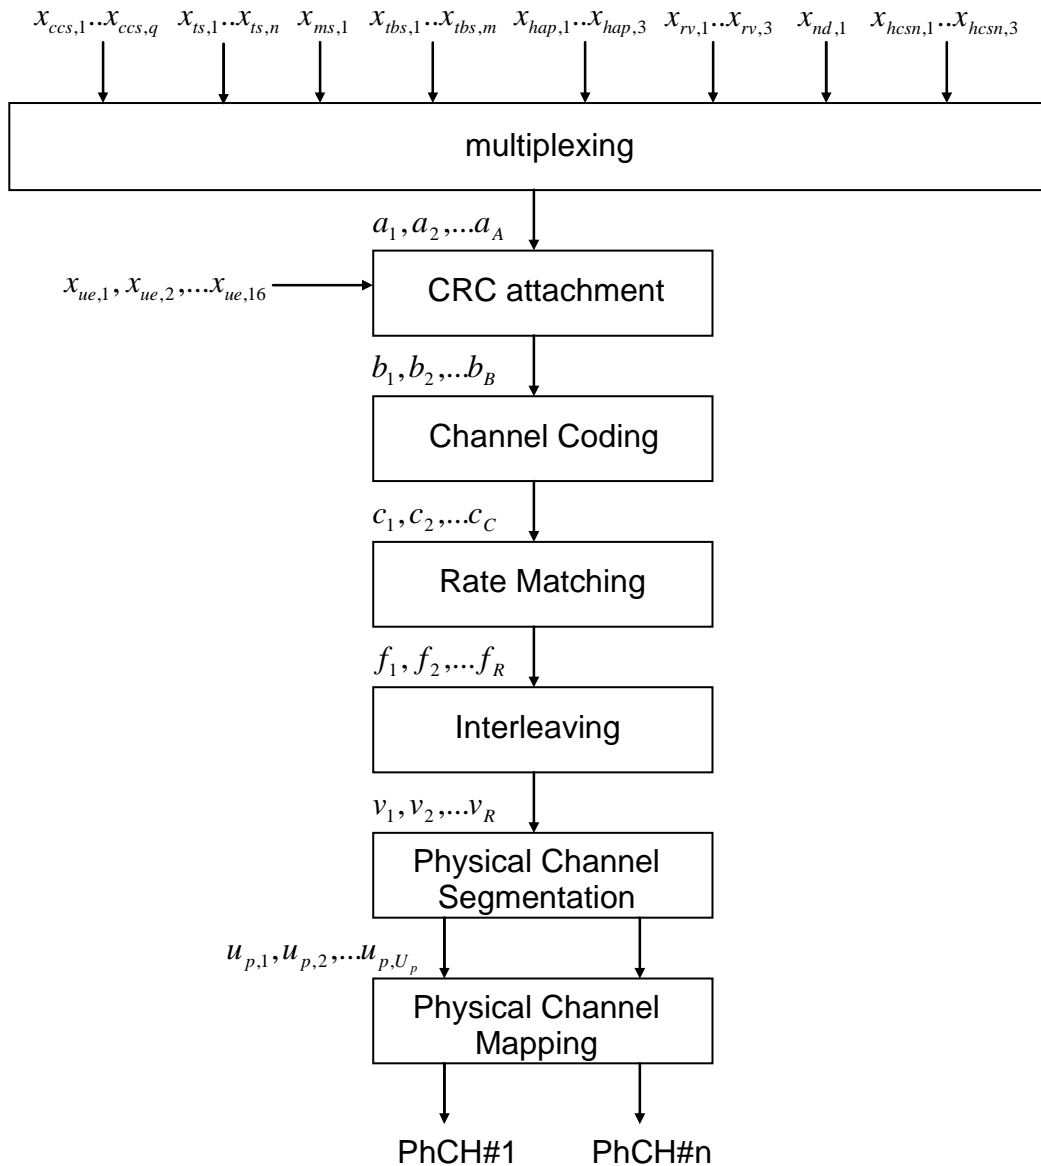 x_{ccs,1}..x_{ccs,q} x_{ts,1}..x_{ts,n} x_{ms,1} x_{tbs,1}..x_{tbs,m} x_{hap,1}..x_{hap,3} x_{rv,1}..x_{rv,3} x_{nd,1} x_{hcsn,1}..x_{hcsn,3}
multiplexing
a_1, a_2,...a_A
x_{ue,1}, x_{ue,2},...x_{ue,16}
CRC attachment
b_1, b_2,...b_B
Channel Coding
c_1, c_2,...c_C
Rate Matching
f_1, f_2,...f_R
Interleaving
v_1, v_2,...v_R
Physical Channel
Segmentation
u_{p,1}, u_{p,2},...u_{p,U_p}
Physical Channel
Mapping
PhCH#1 PhCH#n